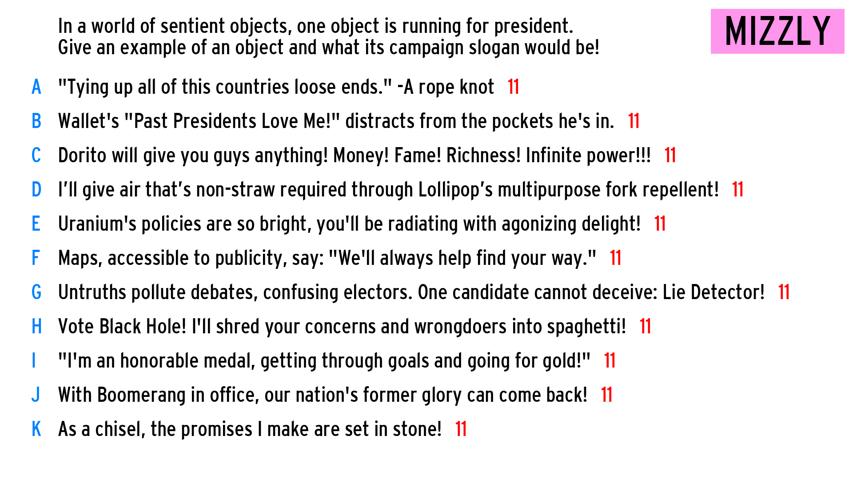 In a world of sentient objects, one object is running for president.
Give an example of an object and what its campaign slogan would be!
MIZZLY
A "Tying up all of this countries loose ends." -A rope knot 11
B Wallet's "Past Presidents Love Me!" distracts from the pockets he's in. 11
C Dorito will give you guys anything! Money! Fame! Richness! Infinite power!!! 11
D I'll give air that's non-straw required through Lollipop's multipurpose fork repellent! 11
E Uranium's policies are so bright, you'll be radiating with agonizing delight! 11
F Maps, accessible to publicity, say: "We'll always help find your way." 11
G Untruths pollute debates, confusing electors. One candidate cannot deceive: Lie Detector! 11
H Vote Black Hole! I'll shred your concerns and wrongdoers into spaghetti! 11
I "I'm an honorable medal, getting through goals and going for gold!" 11
J With Boomerang in office, our nation's former glory can come back! 11
K As a chisel, the promises I make are set in stone! 11